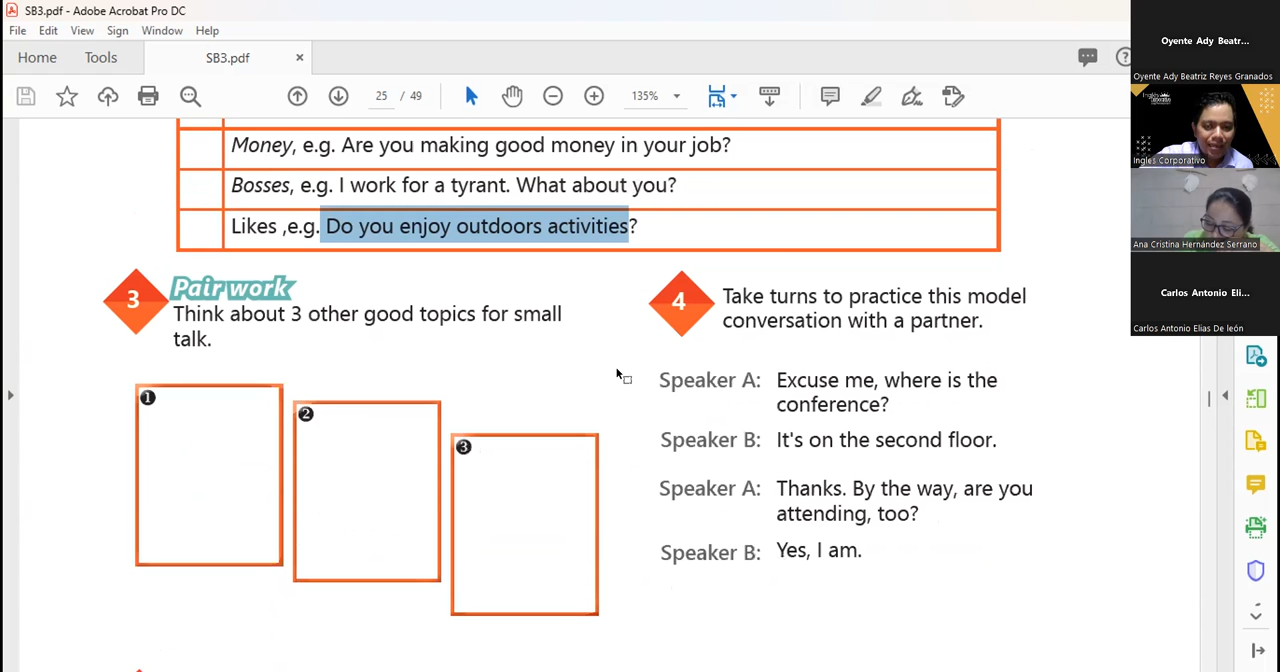 SB3.pdf - Adobe Acrobat Pro DC
File Edit View Sign Window Help
Home Tools SB3.pdf ×
25 / 49 135%
Money, e.g. Are you making good money in your job?
Bosses, e.g. I work for a tyrant. What about you?
Likes ,e.g. Do you enjoy outdoors activities?
3 Pair work
Think about 3 other good topics for small
talk.
1
2
3
4 Take turns to practice this model
conversation with a partner.
Speaker A: Excuse me, where is the
conference?
Speaker B: It's on the second floor.
Speaker A: Thanks. By the way, are you
attending, too?
Speaker B: Yes, I am.
Oyente Ady Beatr...
Oyente Ady Beatriz Reyes Granados
Ingles Corporativo
Ana Cristina Hernández Serrano
Carlos Antonio Eli...
Carlos Antonio Elias De león